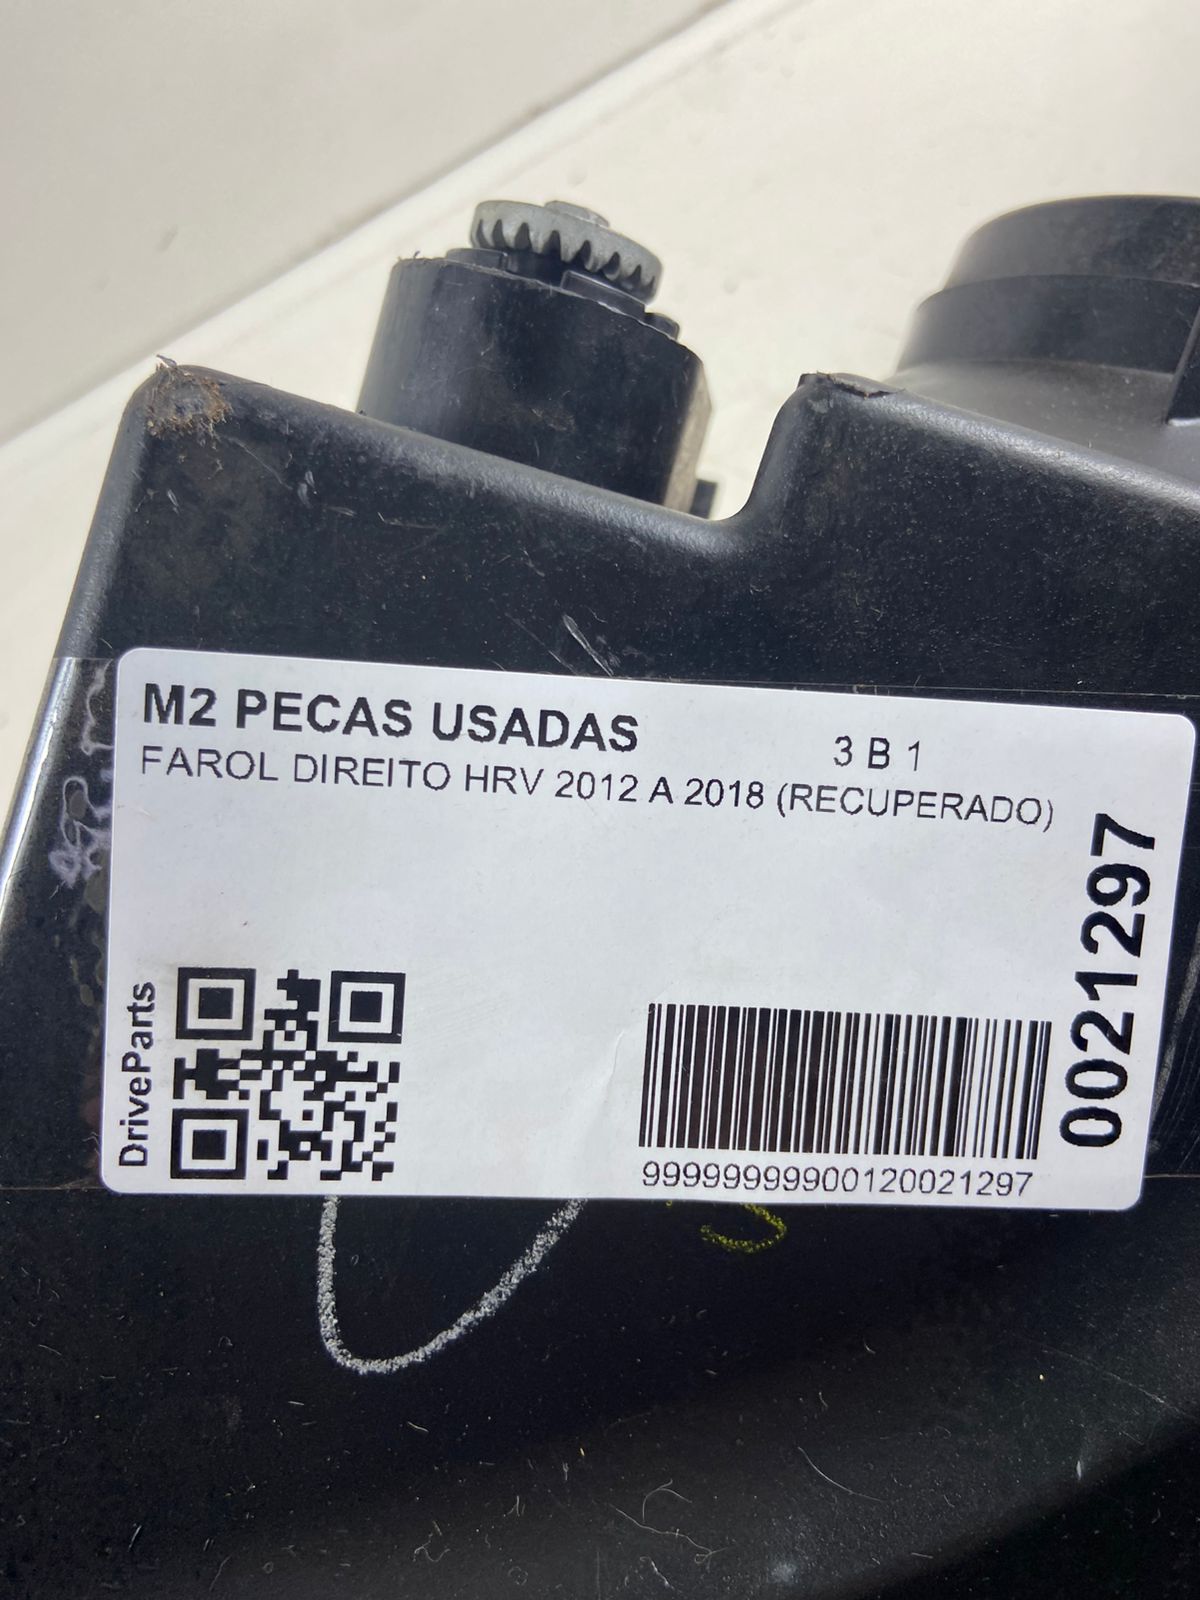 M2 PECAS USADAS
3 B 1
FAROL DIREITO HRV 2012 A 2018 (RECUPERADO)
0021297
DriveParts
99999999900120021297